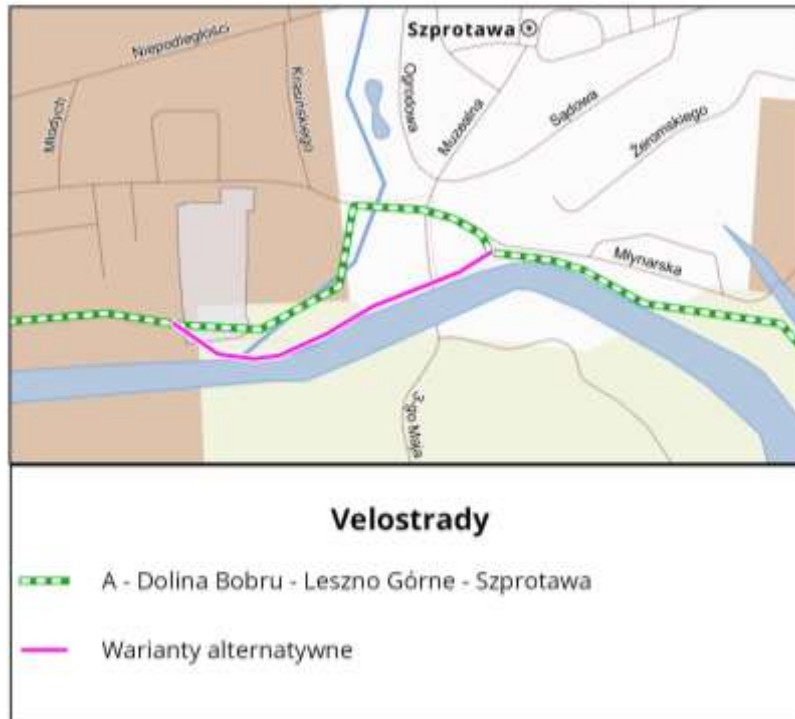 Niepodległości
Szprotawa
Młodych
Krasińskiego
Ogrodowa
Muzealna
Sądowa
Żeromskiego
Młynarska
3-go Maja
Velostrady
A - Dolina Bobru - Leszno Górne - Szprotawa
Warianty alternatywne